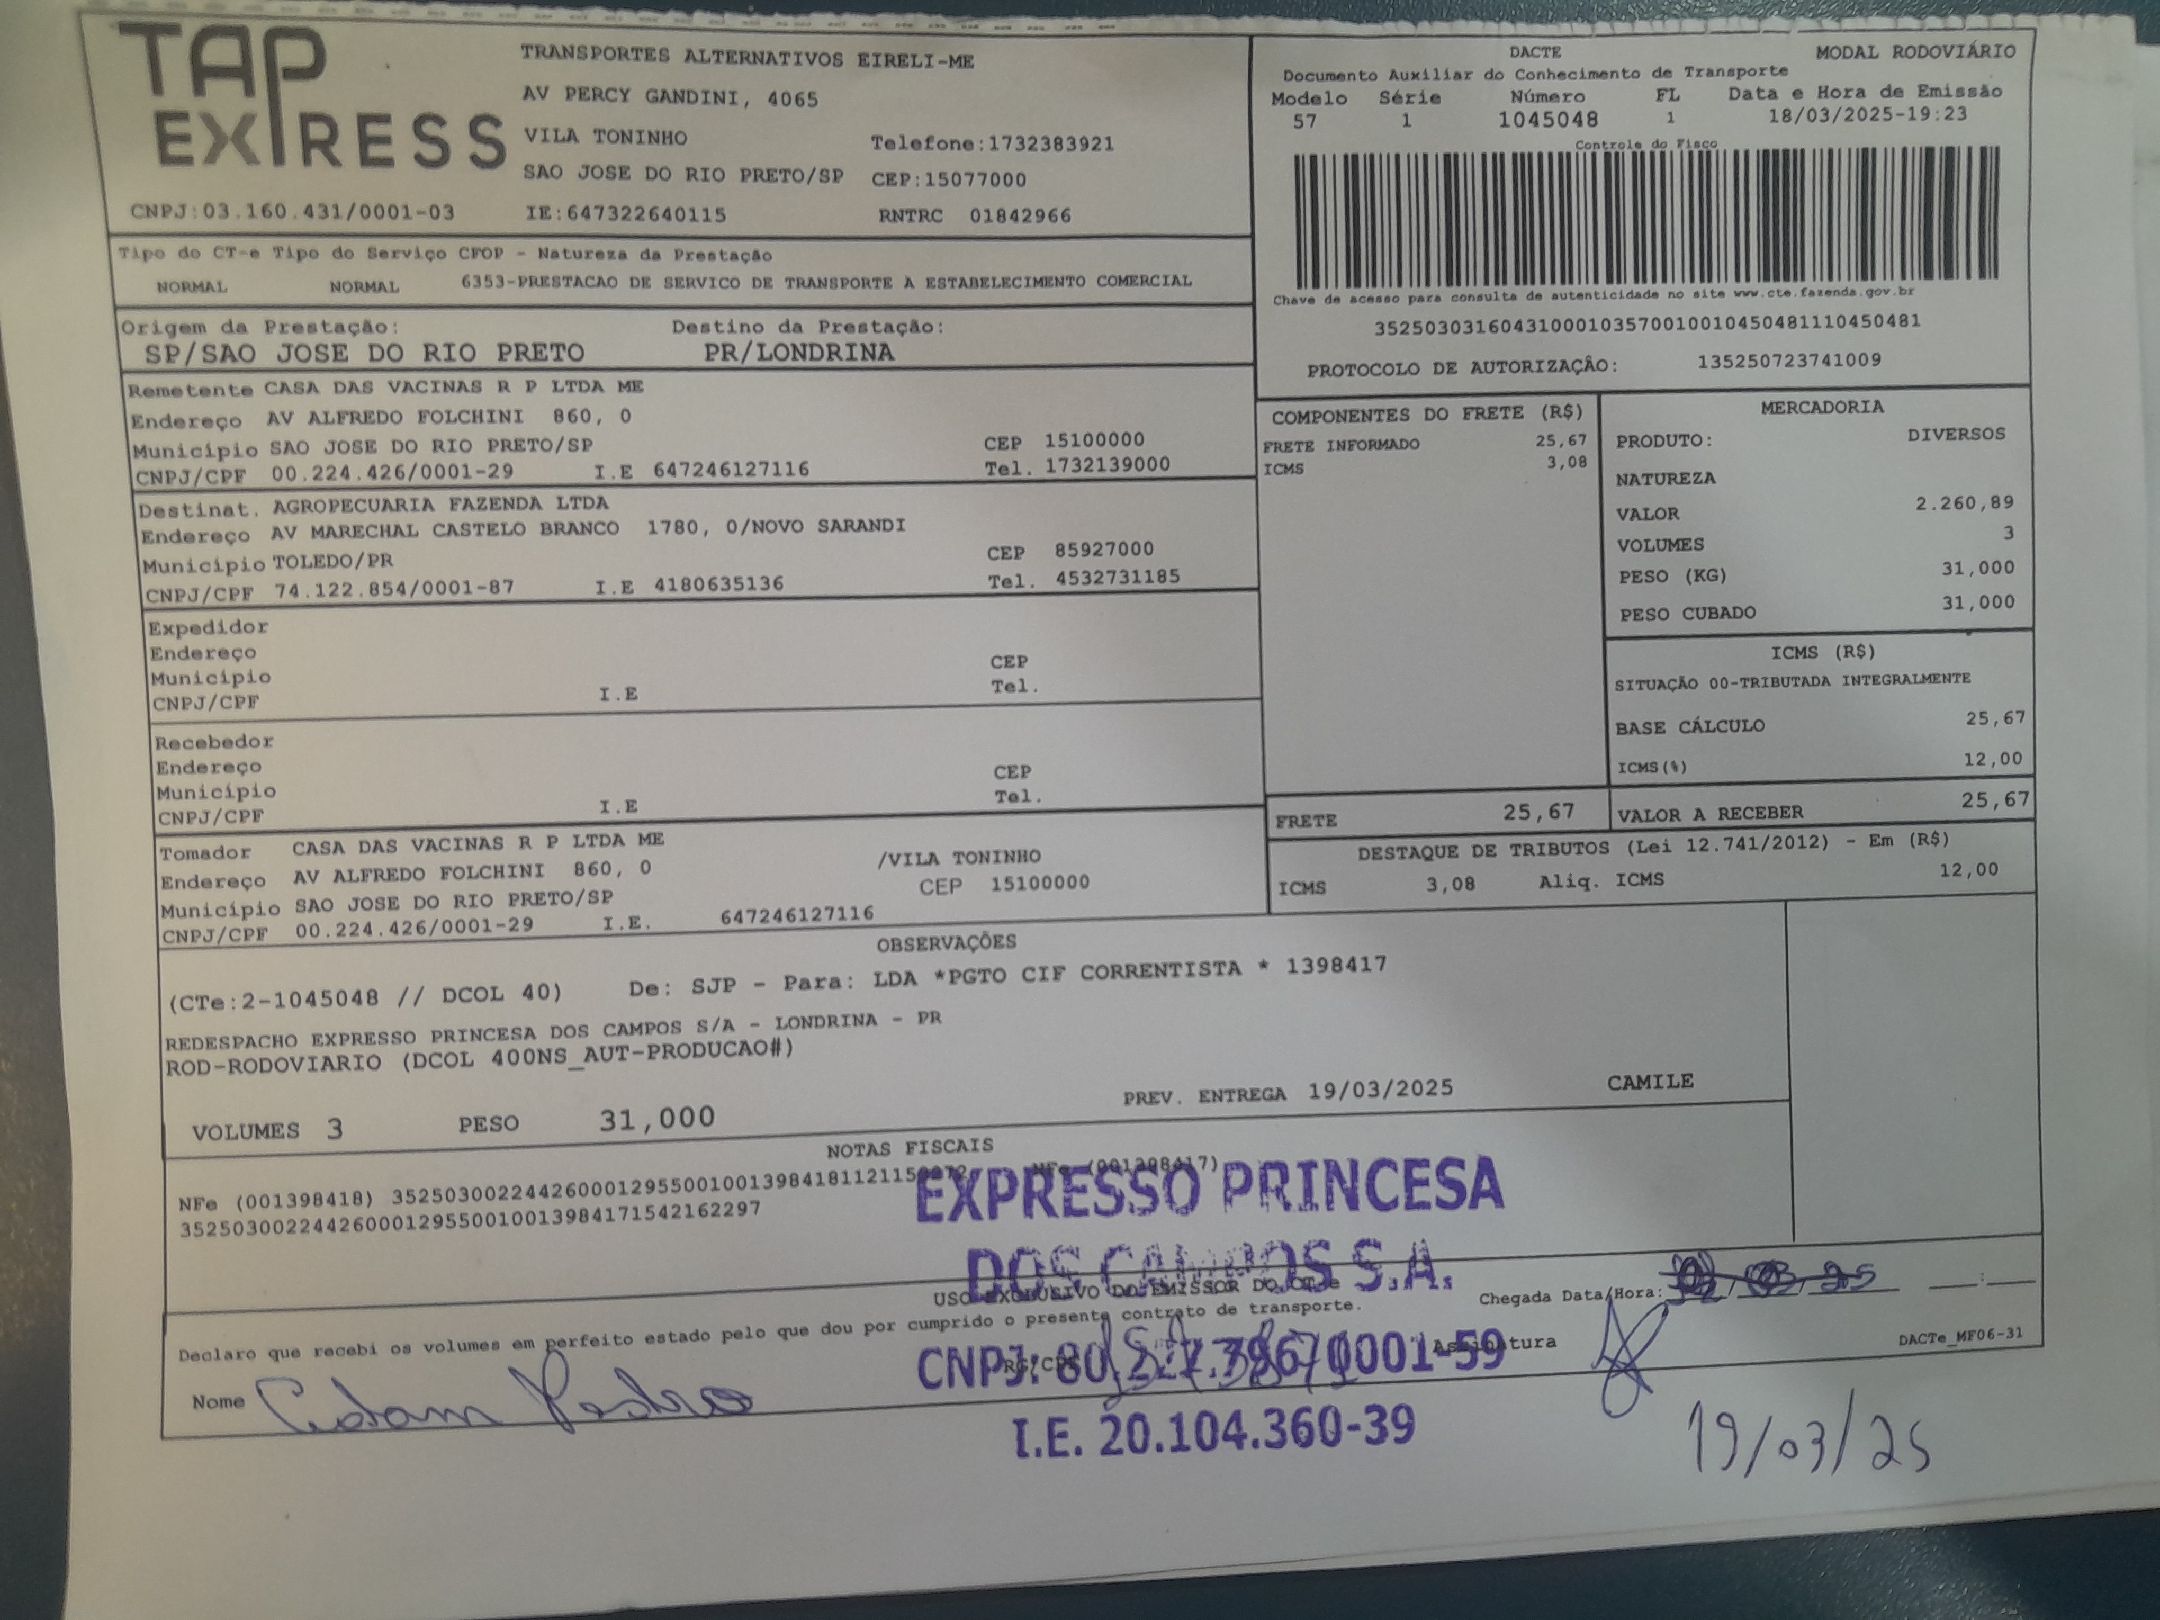 TAP EXPRESS
TRANSPORTES ALTERNATIVOS EIRELI-ME
AV PERCY GANDINI, 4065
VILA TONINHO Telefone:1732383921
SAO JOSE DO RIO PRETO/SP CEP:15077000
CNPJ:03.160.431/0001-03 IE:647322640115 RNTRC 01842966
DACTE MODAL RODOVIÁRIO
Documento Auxiliar do Conhecimento de Transporte
Modelo Série Número FL Data e Hora de Emissão
57 1 1045048 1 18/03/2025-19:23
Controle do Fisco
Chave de acesso para consulta de autenticidade no site www.cte.fazenda.gov.br
35250303160431000103570010010450481110450481
PROTOCOLO DE AUTORIZAÇÂO: 135250723741009
Tipo do CT-e Tipo do Serviço CFOP - Natureza da Prestação
NORMAL NORMAL 6353-PRESTACAO DE SERVICO DE TRANSPORTE A ESTABELECIMENTO COMERCIAL
Origem da Prestação: Destino da Prestação:
SP/SAO JOSE DO RIO PRETO PR/LONDRINA
Remetente CASA DAS VACINAS R P LTDA ME
Endereço AV ALFREDO FOLCHINI 860, 0
Município SAO JOSE DO RIO PRETO/SP CEP 15100000
CNPJ/CPF 00.224.426/0001-29 I.E 647246127116 Tel. 1732139000
Destinat. AGROPECUARIA FAZENDA LTDA
Endereço AV MARECHAL CASTELO BRANCO 1780, 0/NOVO SARANDI
Município TOLEDO/PR CEP 85927000
CNPJ/CPF 74.122.854/0001-87 I.E 4180635136 Tel. 4532731185
Expedidor
Endereço
Município CEP
CNPJ/CPF I.E Tel.
Recebedor
Endereço
Município CEP
CNPJ/CPF I.E Tel.
Tomador CASA DAS VACINAS R P LTDA ME
Endereço AV ALFREDO FOLCHINI 860, 0 /VILA TONINHO
Município SAO JOSE DO RIO PRETO/SP CEP 15100000
CNPJ/CPF 00.224.426/0001-29 I.E. 647246127116
COMPONENTES DO FRETE (R$)
FRETE INFORMADO 25,67
ICMS 3,08
MERCADORIA
PRODUTO: DIVERSOS
NATUREZA
VALOR 2.260,89
VOLUMES 3
PESO (KG) 31,000
PESO CUBADO 31,000
ICMS (R$)
SITUAÇÃO 00-TRIBUTADA INTEGRALMENTE
BASE CÁLCULO 25,67
ICMS(%) 12,00
FRETE 25,67 VALOR A RECEBER 25,67
DESTAQUE DE TRIBUTOS (Lei 12.741/2012) - Em (R$)
ICMS 3,08 Aliq. ICMS 12,00
OBSERVAÇÕES
(CTe:2-1045048 // DCOL 40) De: SJP - Para: LDA *PGTO CIF CORRENTISTA * 1398417
REDESPACHO EXPRESSO PRINCESA DOS CAMPOS S/A - LONDRINA - PR
ROD-RODOVIARIO (DCOL 400NS_AUT-PRODUCAO#)
VOLUMES 3 PESO 31,000 PREV. ENTREGA 19/03/2025 CAMILE
NOTAS FISCAIS
NFe (001398418) NFe (001398417)
35250300224426000129550010013984171542162297
EXPRESSO PRINCESA
DOS CAMPOS S.A.
USO EXCLUSIVO DO EMISSOR DO CT-e
Chegada Data/Hora:
Declaro que recebi os volumes em perfeito estado pelo que dou por cumprido o presente contrato de transporte.
CNPJ: 0001-59
Nome RG/CPF Assinatura DACTe_MF06-31
I.E. 20.104.360-39
19/03/25